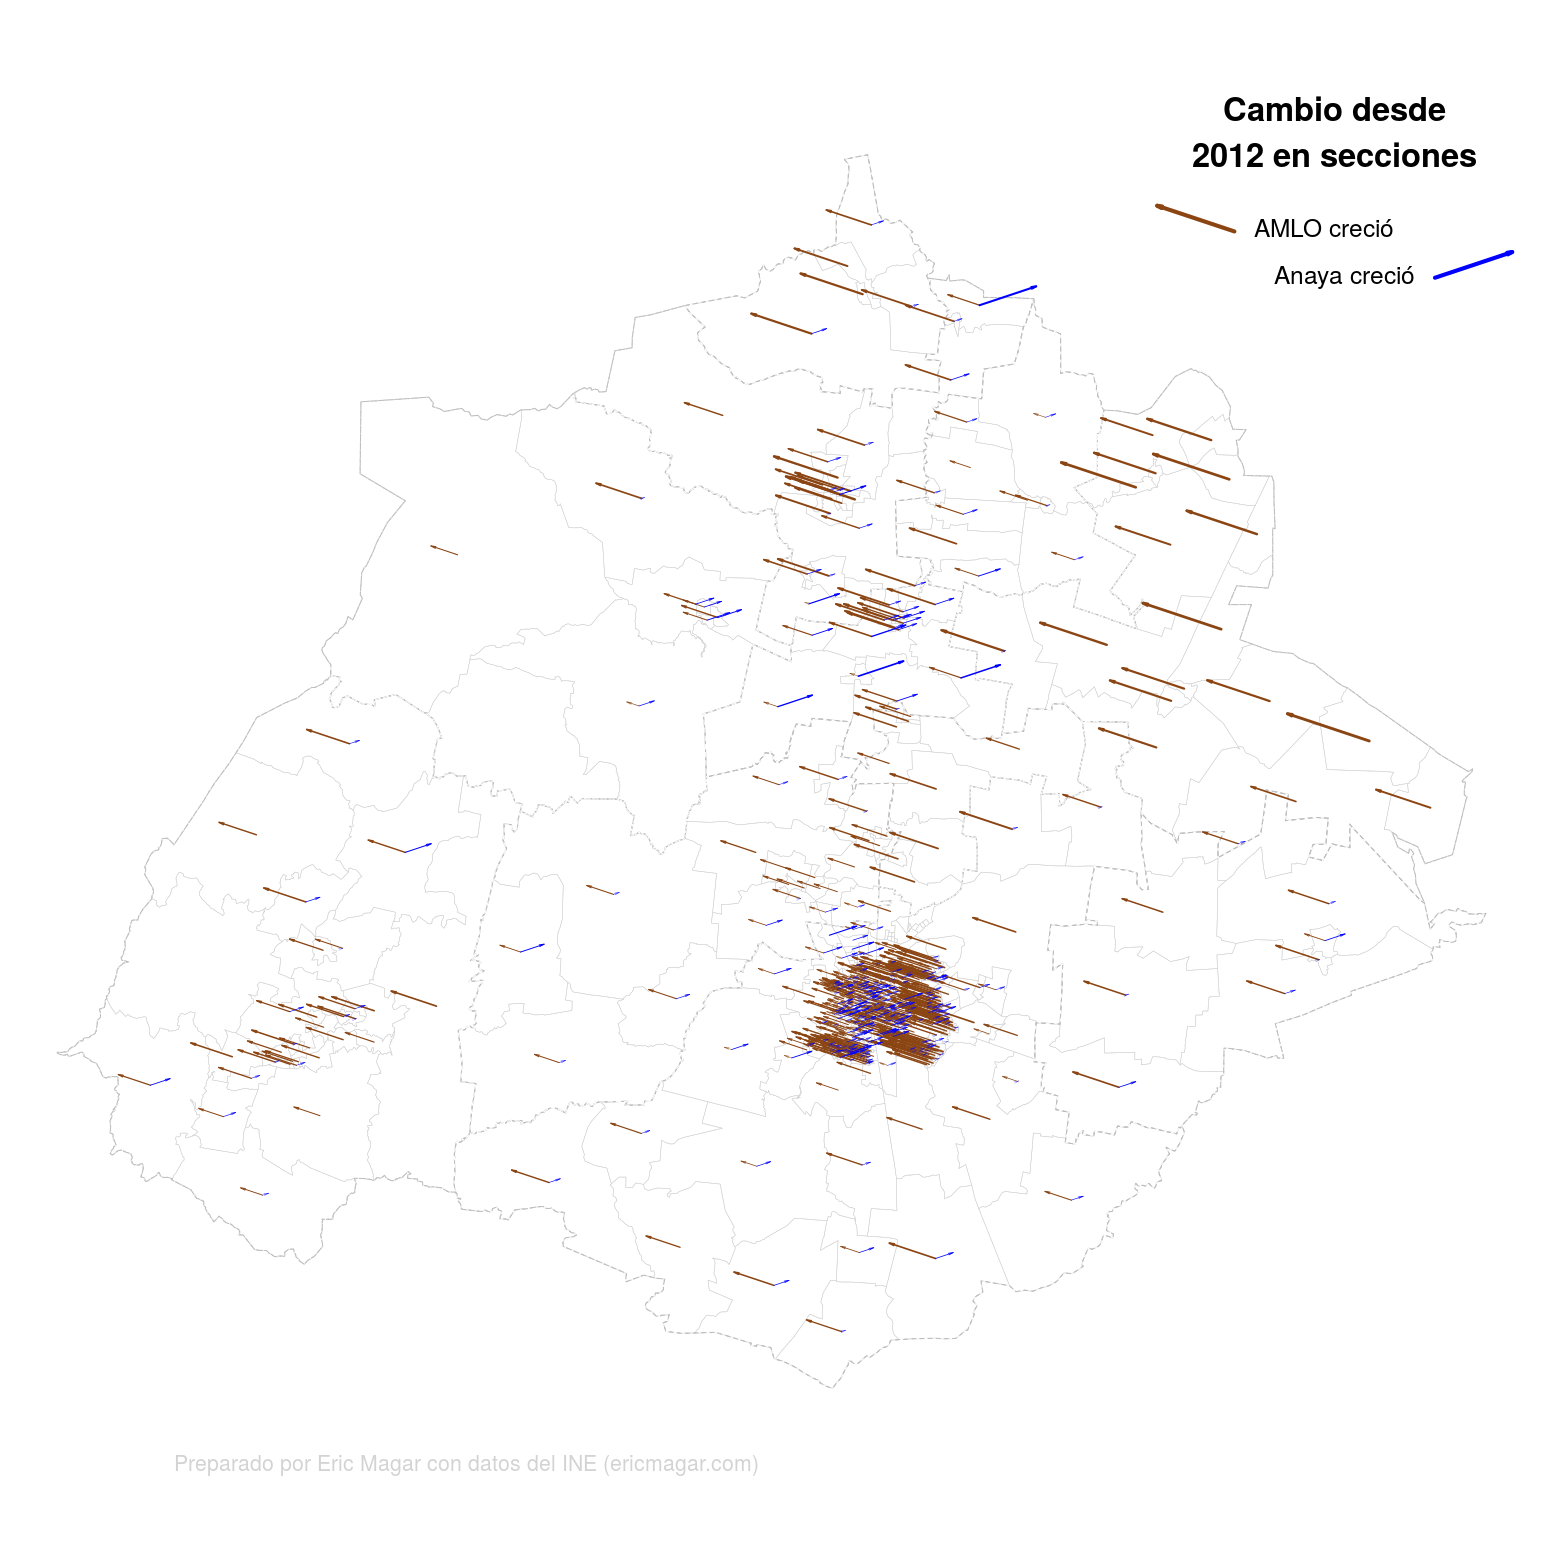 Cambio desde
2012 en secciones
AMLO creció
Anaya creció
Preparado por Eric Magar con datos del INE (ericmagar.com)